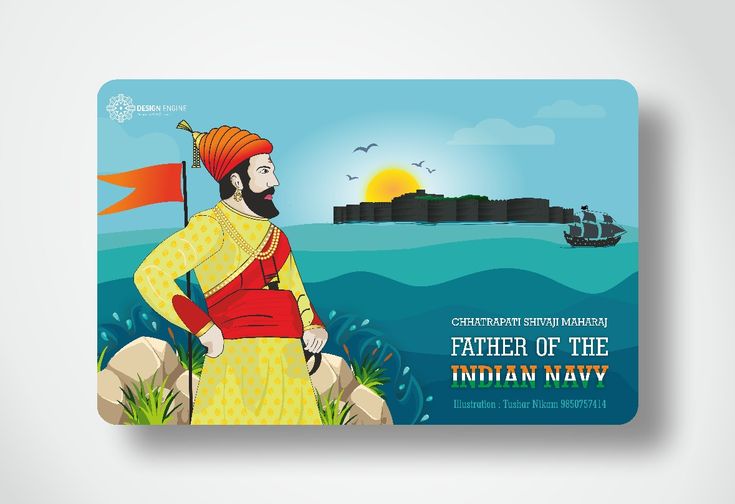 DESIGN ENGINE
CHHATRAPATI SHIVAJI MAHARAJ
FATHER OF THE
INDIAN NAVY
Illustration : Tushar Nikam 9850757414